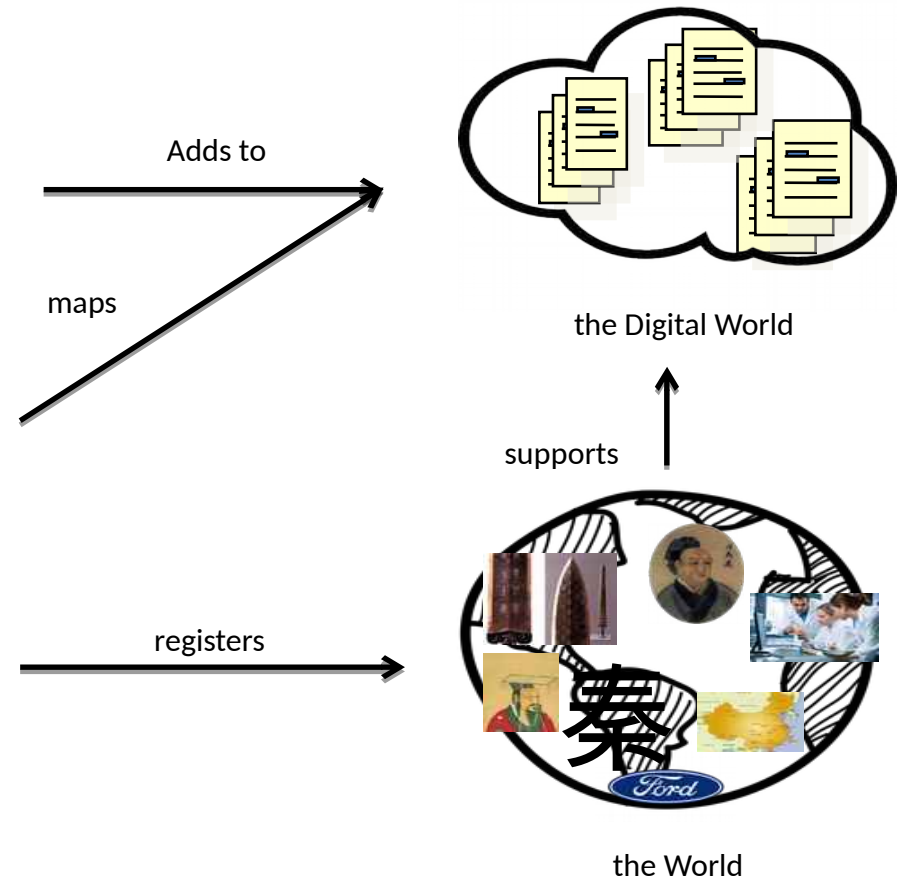 Adds to
maps
the Digital World
supports
registers
秦
Ford
the World